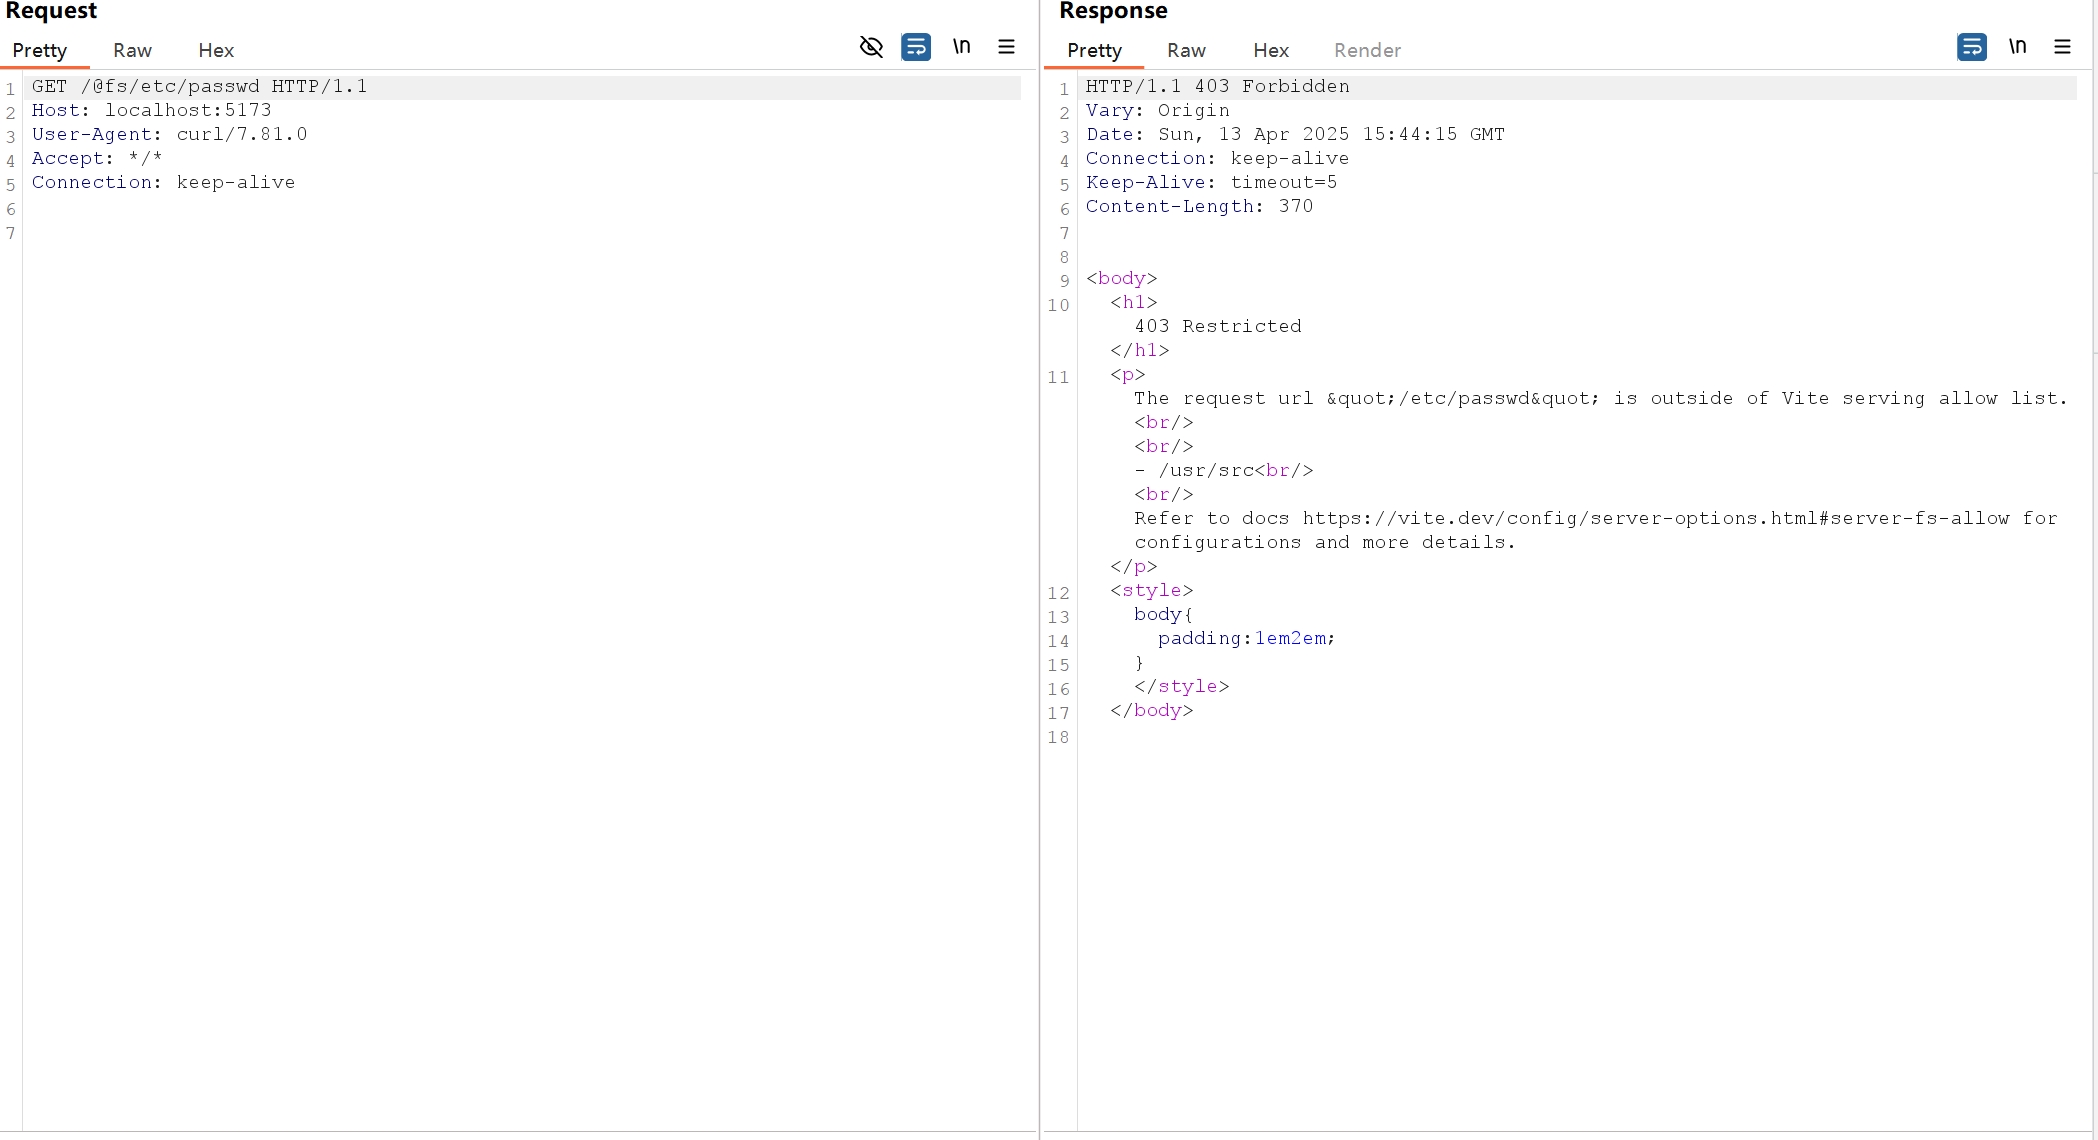 Request
Pretty Raw Hex \n
1 GET /@fs/etc/passwd HTTP/1.1
2 Host: localhost:5173
3 User-Agent: curl/7.81.0
4 Accept: */*
5 Connection: keep-alive
6
7
Response
Pretty Raw Hex Render \n
1 HTTP/1.1 403 Forbidden
2 Vary: Origin
3 Date: Sun, 13 Apr 2025 15:44:15 GMT
4 Connection: keep-alive
5 Keep-Alive: timeout=5
6 Content-Length: 370
7
8
9 <body>
10 <h1>
403 Restricted
</h1>
11 <p>
The request url &quot;/etc/passwd&quot; is outside of Vite serving allow list.
<br/>
<br/>
- /usr/src<br/>
<br/>
Refer to docs https://vite.dev/config/server-options.html#server-fs-allow for
configurations and more details.
</p>
12 <style>
13 body{
14 padding:1em2em;
15 }
16 </style>
17 </body>
18